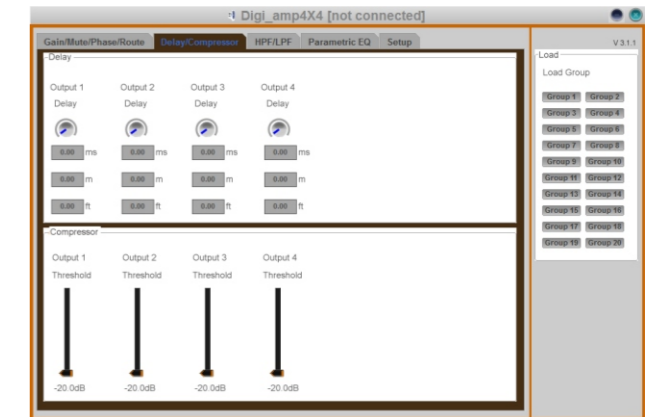 Digi_amp4X4 [not connected]
Gain/Mute/Phase/Route Delay/Compressor HPF/LPF Parametric EQ Setup
V 3.1.1
Delay
Output 1 Output 2 Output 3 Output 4
Delay Delay Delay Delay
0.00 ms 0.00 ms 0.00 ms 0.00 ms
0.00 m 0.00 m 0.00 m 0.00 m
0.00 ft 0.00 ft 0.00 ft 0.00 ft
Compressor
Output 1 Output 2 Output 3 Output 4
Threshold Threshold Threshold Threshold
-20.0dB -20.0dB -20.0dB -20.0dB
Load
Load Group
Group 1 Group 2
Group 3 Group 4
Group 5 Group 6
Group 7 Group 8
Group 9 Group 10
Group 11 Group 12
Group 13 Group 14
Group 15 Group 16
Group 17 Group 18
Group 19 Group 20